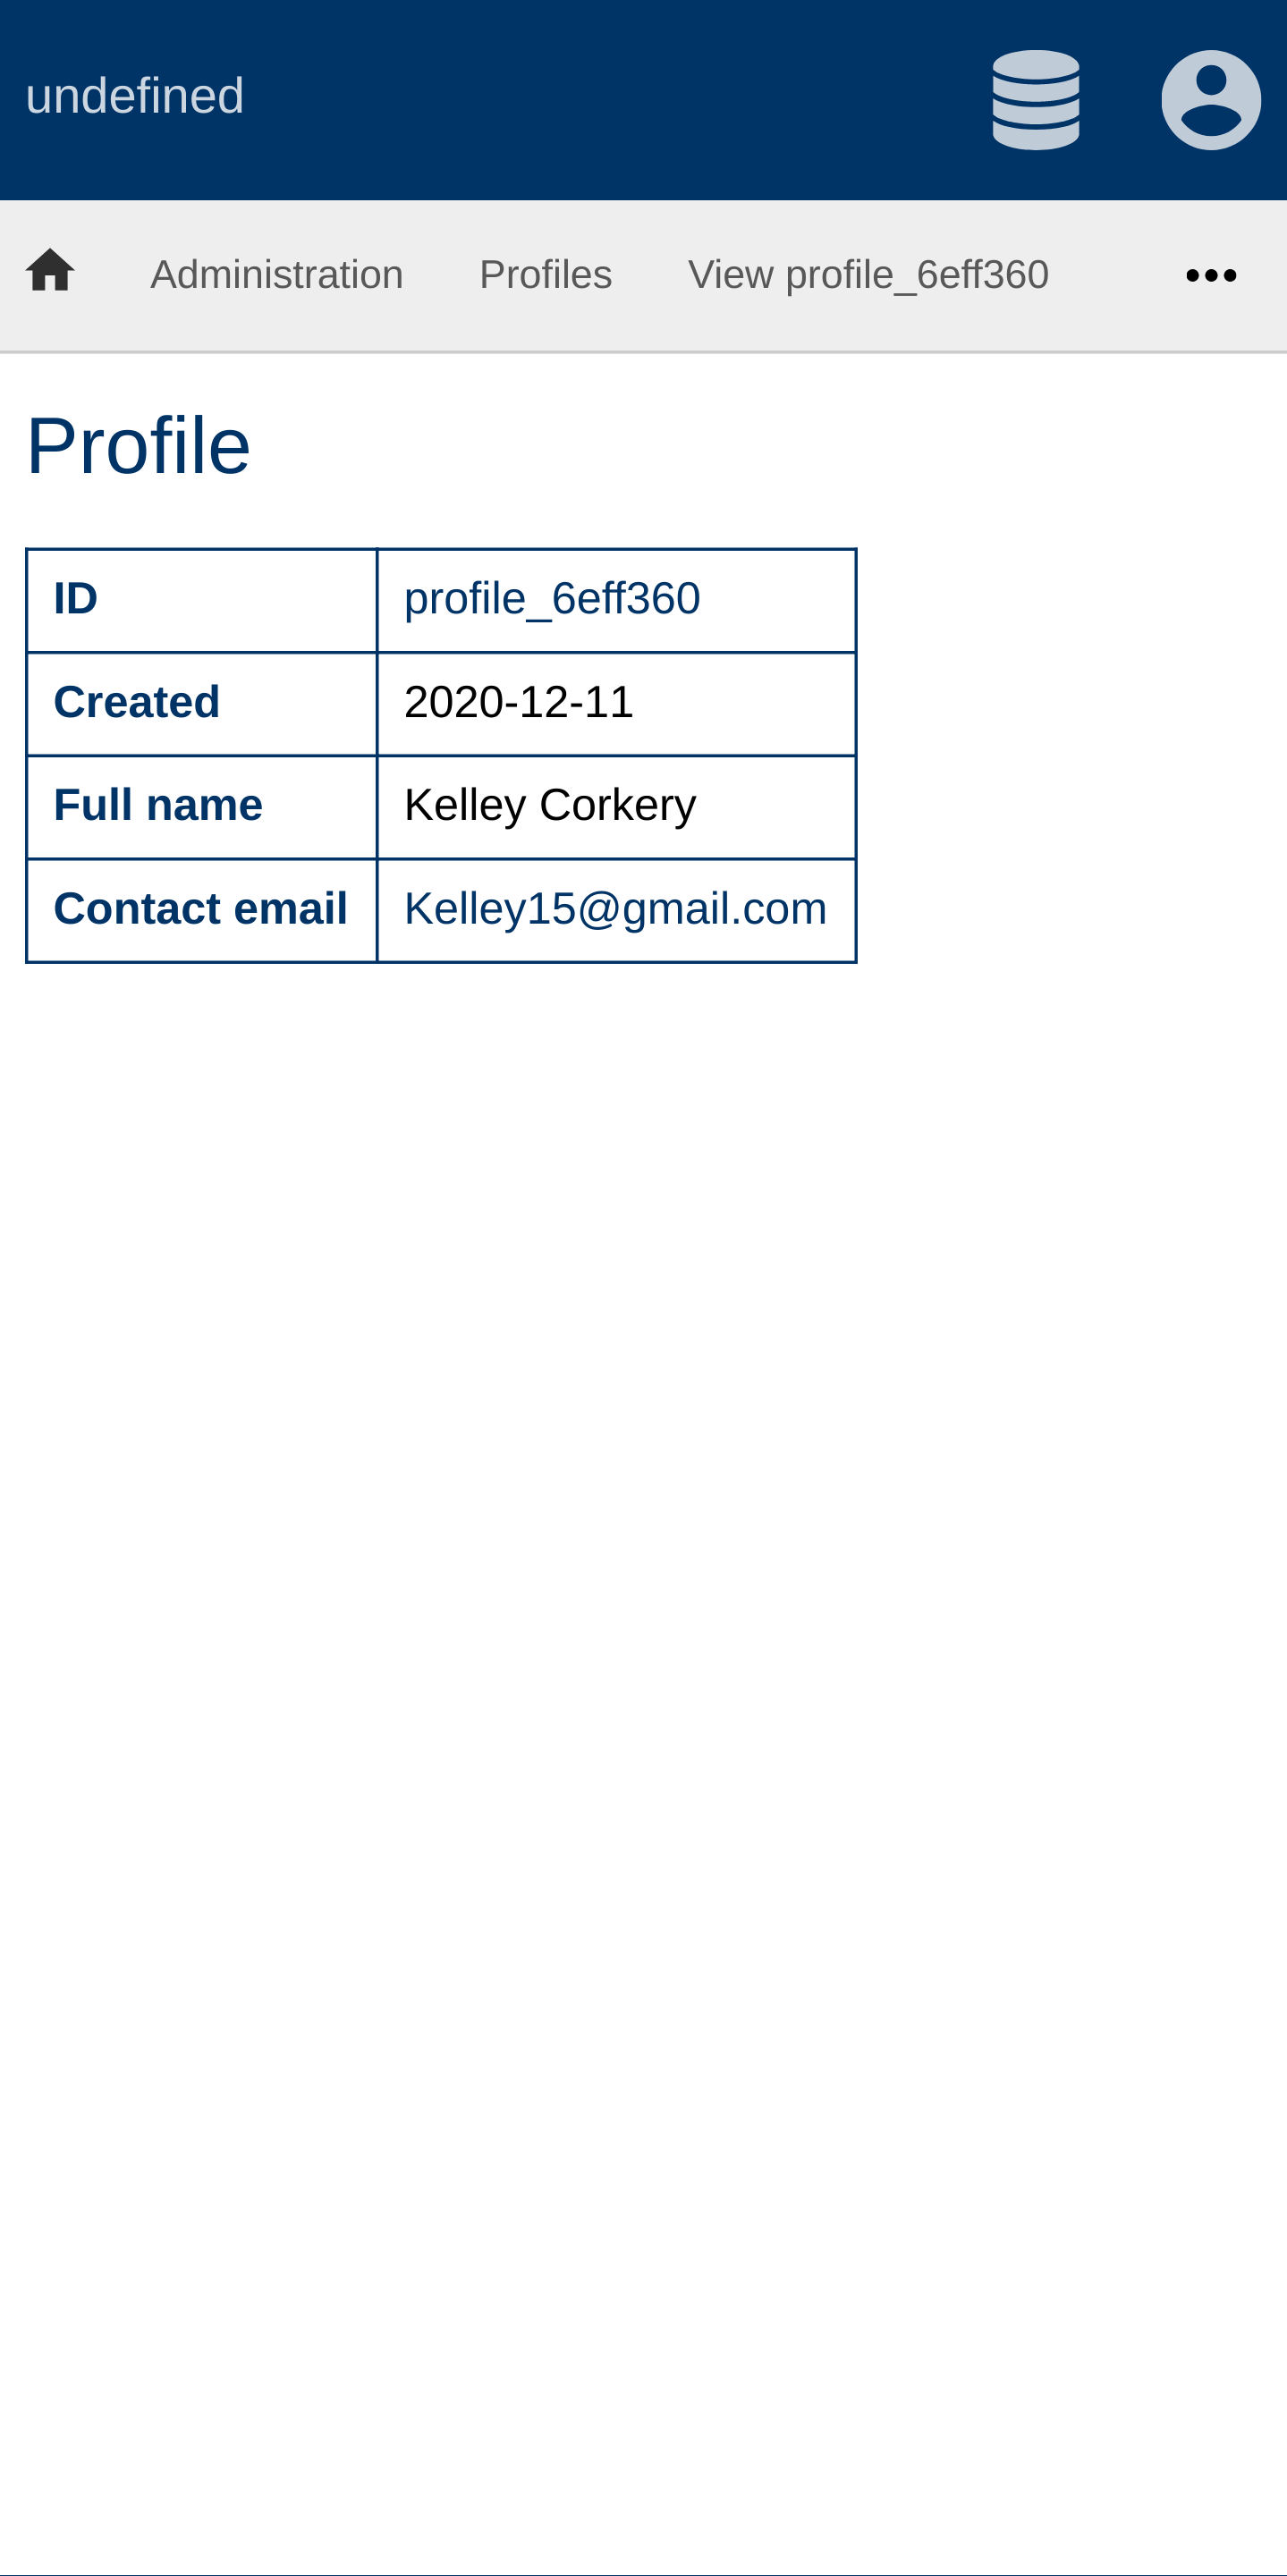 undefined
Administration Profiles View profile_6eff360 •••
Profile
ID profile_6eff360
Created 2020-12-11
Full name Kelley Corkery
Contact email Kelley15@gmail.com